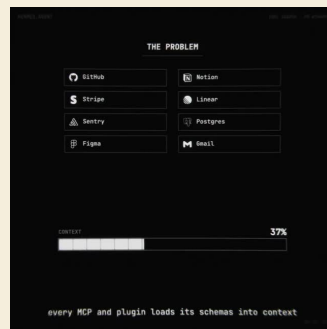 THE PROBLEM
GitHub
Notion
Stripe
Linear
Sentry
Postgres
Figma
Gmail
CONTEXT
37%
every MCP and plugin loads its schemas into context